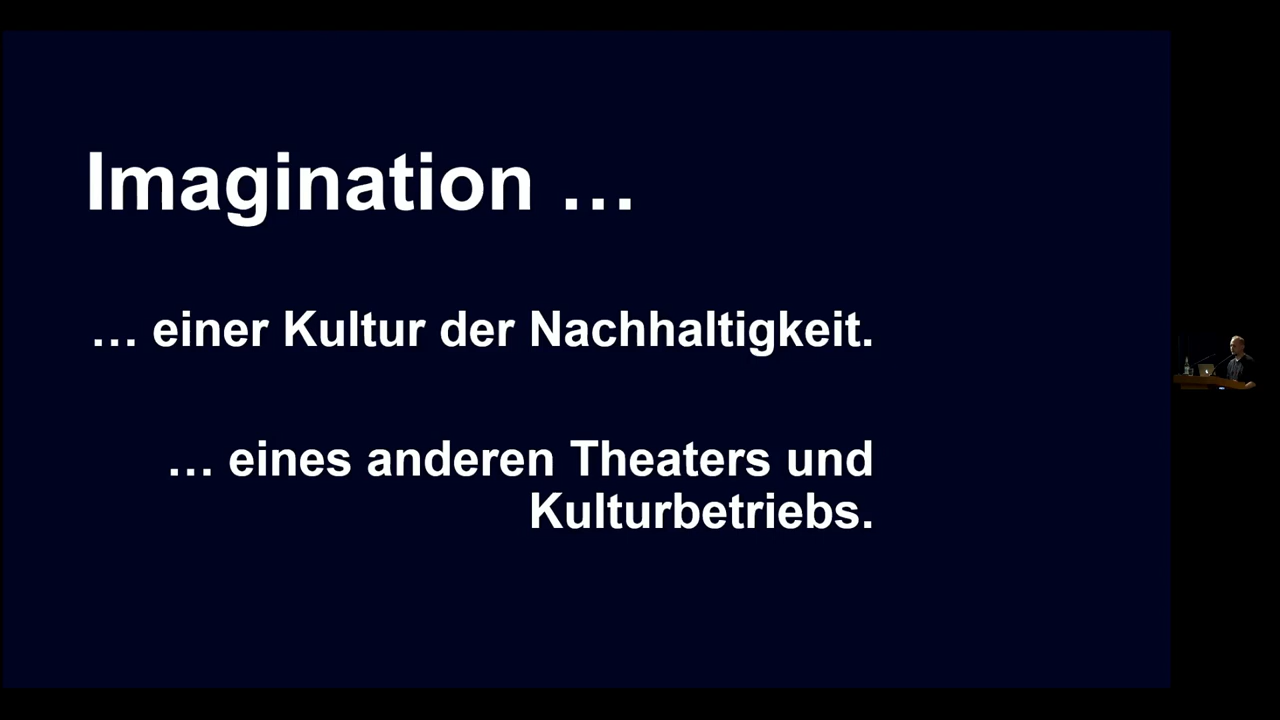 Imagination …
… einer Kultur der Nachhaltigkeit.
… eines anderen Theaters und
Kulturbetriebs.